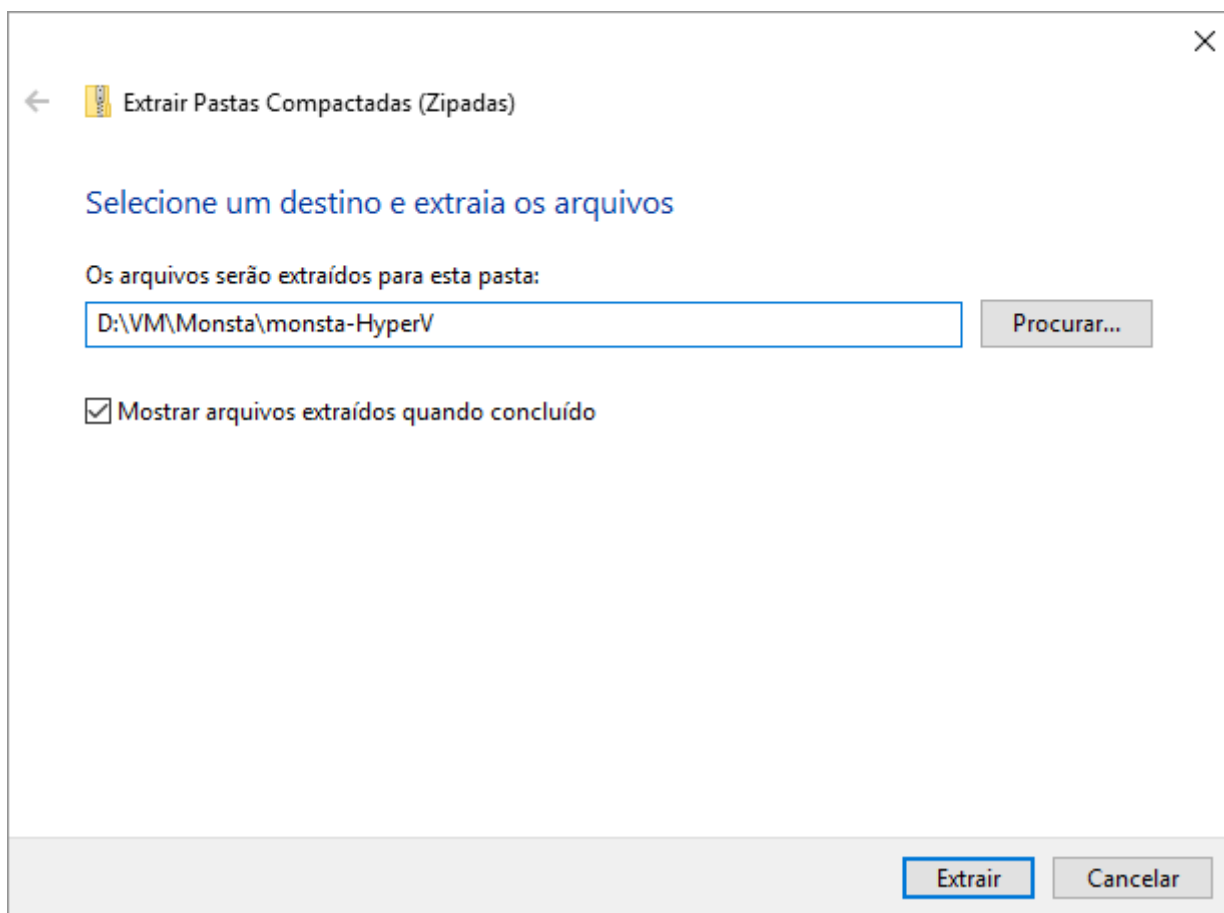 Extrair Pastas Compactadas (Zipadas)
Selecione um destino e extraia os arquivos
Os arquivos serão extraídos para esta pasta:
D:\VM\Monsta\monsta-HyperV
Procurar...
Mostrar arquivos extraídos quando concluído
Extrair
Cancelar